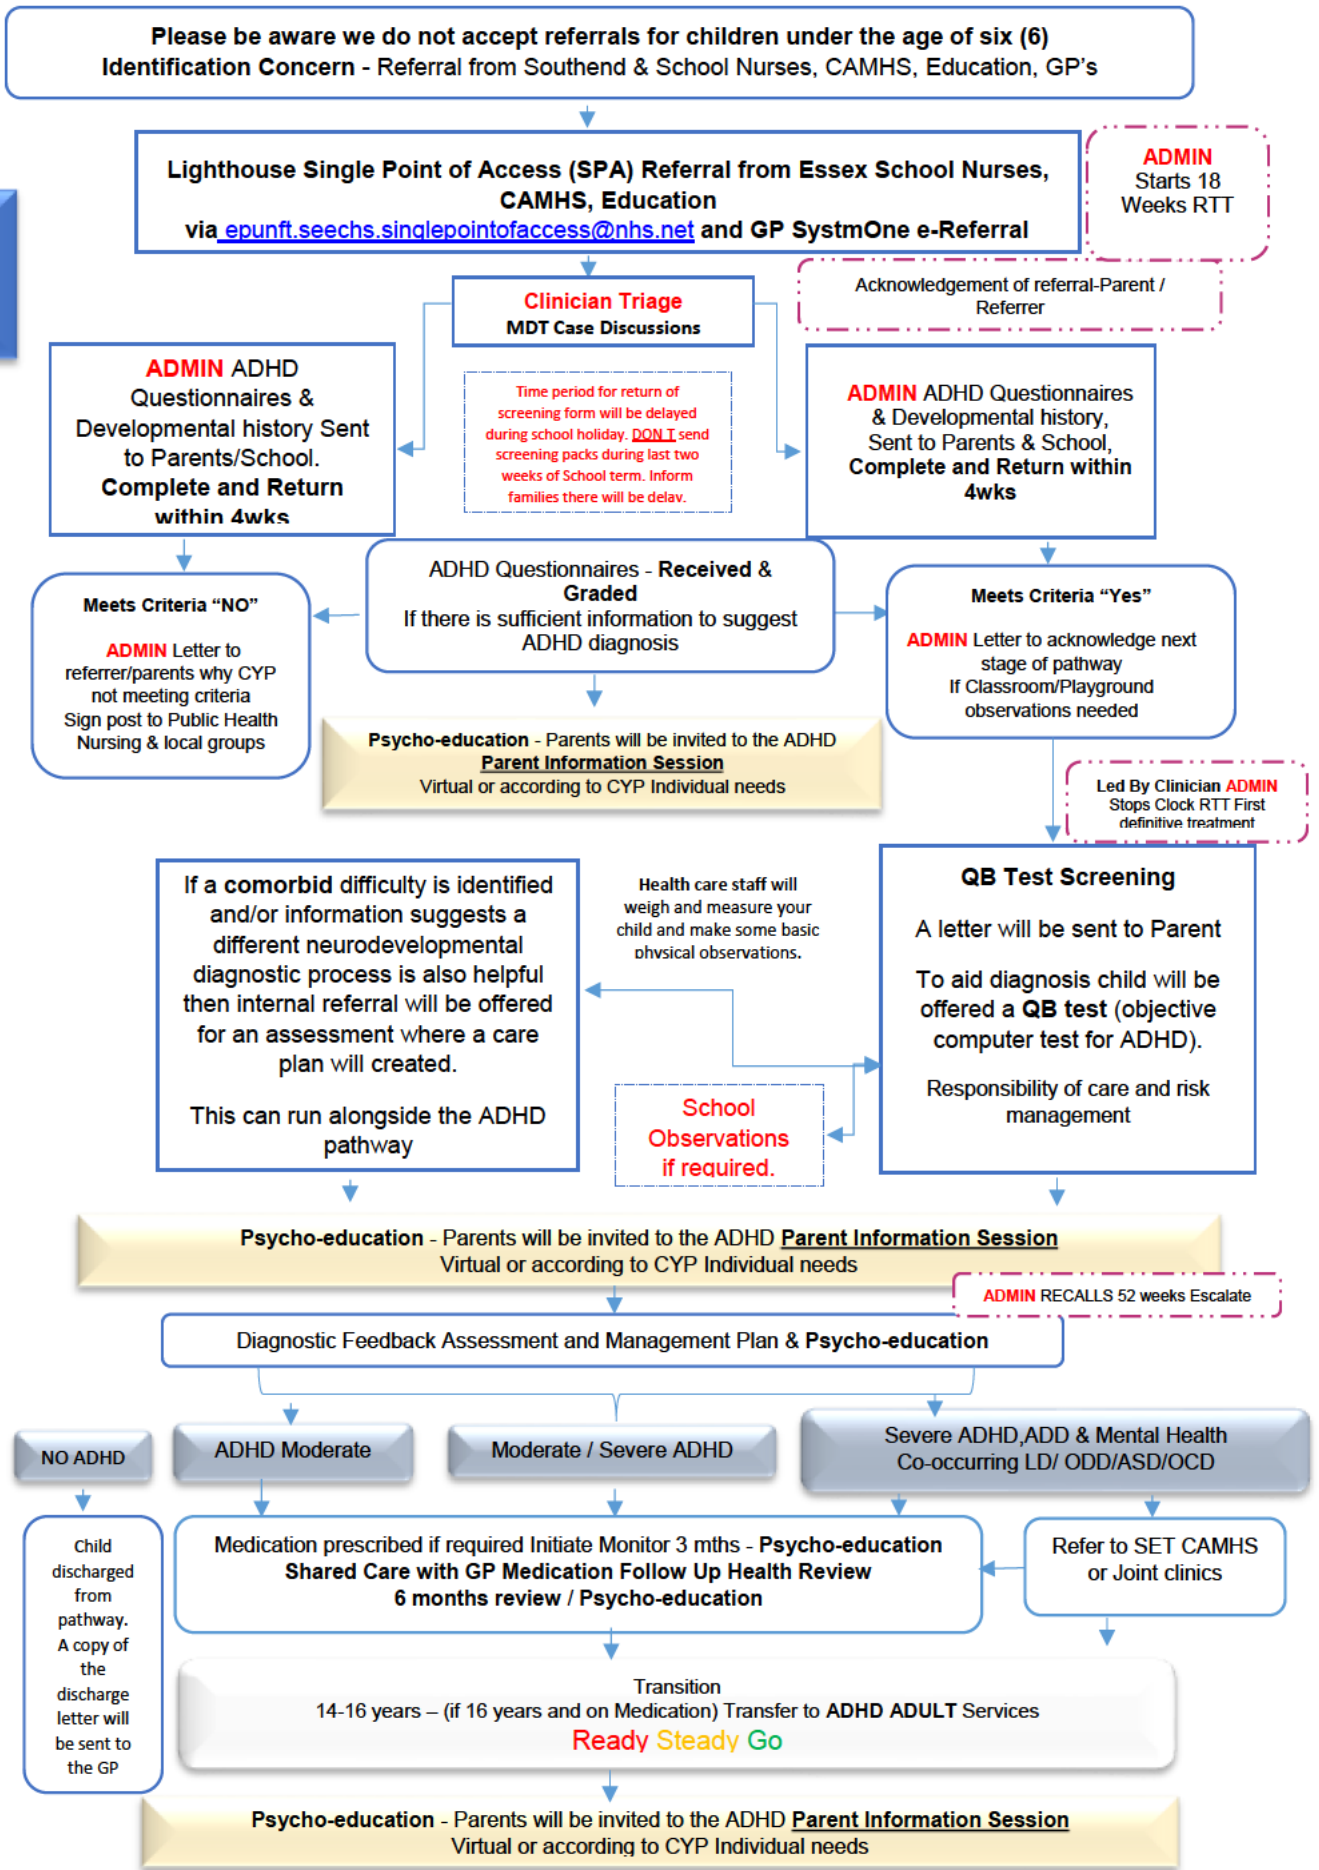 Please be aware we do not accept referrals for children under the age of six (6)
Identification Concern - Referral from Southend & School Nurses, CAMHS, Education, GP's
Lighthouse Single Point of Access (SPA) Referral from Essex School Nurses,
CAMHS, Education
via epunft.seechs.singlepointofaccess@nhs.net and GP SystmOne e-Referral
ADMIN
Starts 18
Weeks RTT
Acknowledgement of referral-Parent /
Referrer
Clinician Triage
MDT Case Discussions
ADMIN ADHD
Questionnaires &
Developmental history Sent
to Parents/School.
Complete and Return
within 4wks
Time period for return of
screening form will be delayed
during school holiday. DON T send
screening packs during last two
weeks of School term. Inform
families there will be delay.
ADMIN ADHD Questionnaires
& Developmental history,
Sent to Parents & School,
Complete and Return within
4wks
ADHD Questionnaires - Received &
Graded
If there is sufficient information to suggest
ADHD diagnosis
Meets Criteria “NO”
ADMIN Letter to
referrer/parents why CYP
not meeting criteria
Sign post to Public Health
Nursing & local groups
Meets Criteria “Yes”
ADMIN Letter to acknowledge next
stage of pathway
If Classroom/Playground
observations needed
Psycho-education - Parents will be invited to the ADHD
Parent Information Session
Virtual or according to CYP Individual needs
Led By Clinician ADMIN
Stops Clock RTT First
definitive treatment
If a comorbid difficulty is identified
and/or information suggests a
different neurodevelopmental
diagnostic process is also helpful
then internal referral will be offered
for an assessment where a care
plan will created.
This can run alongside the ADHD
pathway
Health care staff will
weigh and measure your
child and make some basic
physical observations.
School
Observations
if required.
QB Test Screening
A letter will be sent to Parent
To aid diagnosis child will be
offered a QB test (objective
computer test for ADHD).
Responsibility of care and risk
management
Psycho-education - Parents will be invited to the ADHD Parent Information Session
Virtual or according to CYP Individual needs
ADMIN RECALLS 52 weeks Escalate
Diagnostic Feedback Assessment and Management Plan & Psycho-education
NO ADHD
ADHD Moderate
Moderate / Severe ADHD
Severe ADHD,ADD & Mental Health
Co-occurring LD/ ODD/ASD/OCD
Child
discharged
from
pathway.
A copy of
the
discharge
letter will
be sent to
the GP
Medication prescribed if required Initiate Monitor 3 mths - Psycho-education
Shared Care with GP Medication Follow Up Health Review
6 months review / Psycho-education
Refer to SET CAMHS
or Joint clinics
Transition
14-16 years – (if 16 years and on Medication) Transfer to ADHD ADULT Services
Ready Steady Go
Psycho-education - Parents will be invited to the ADHD Parent Information Session
Virtual or according to CYP Individual needs